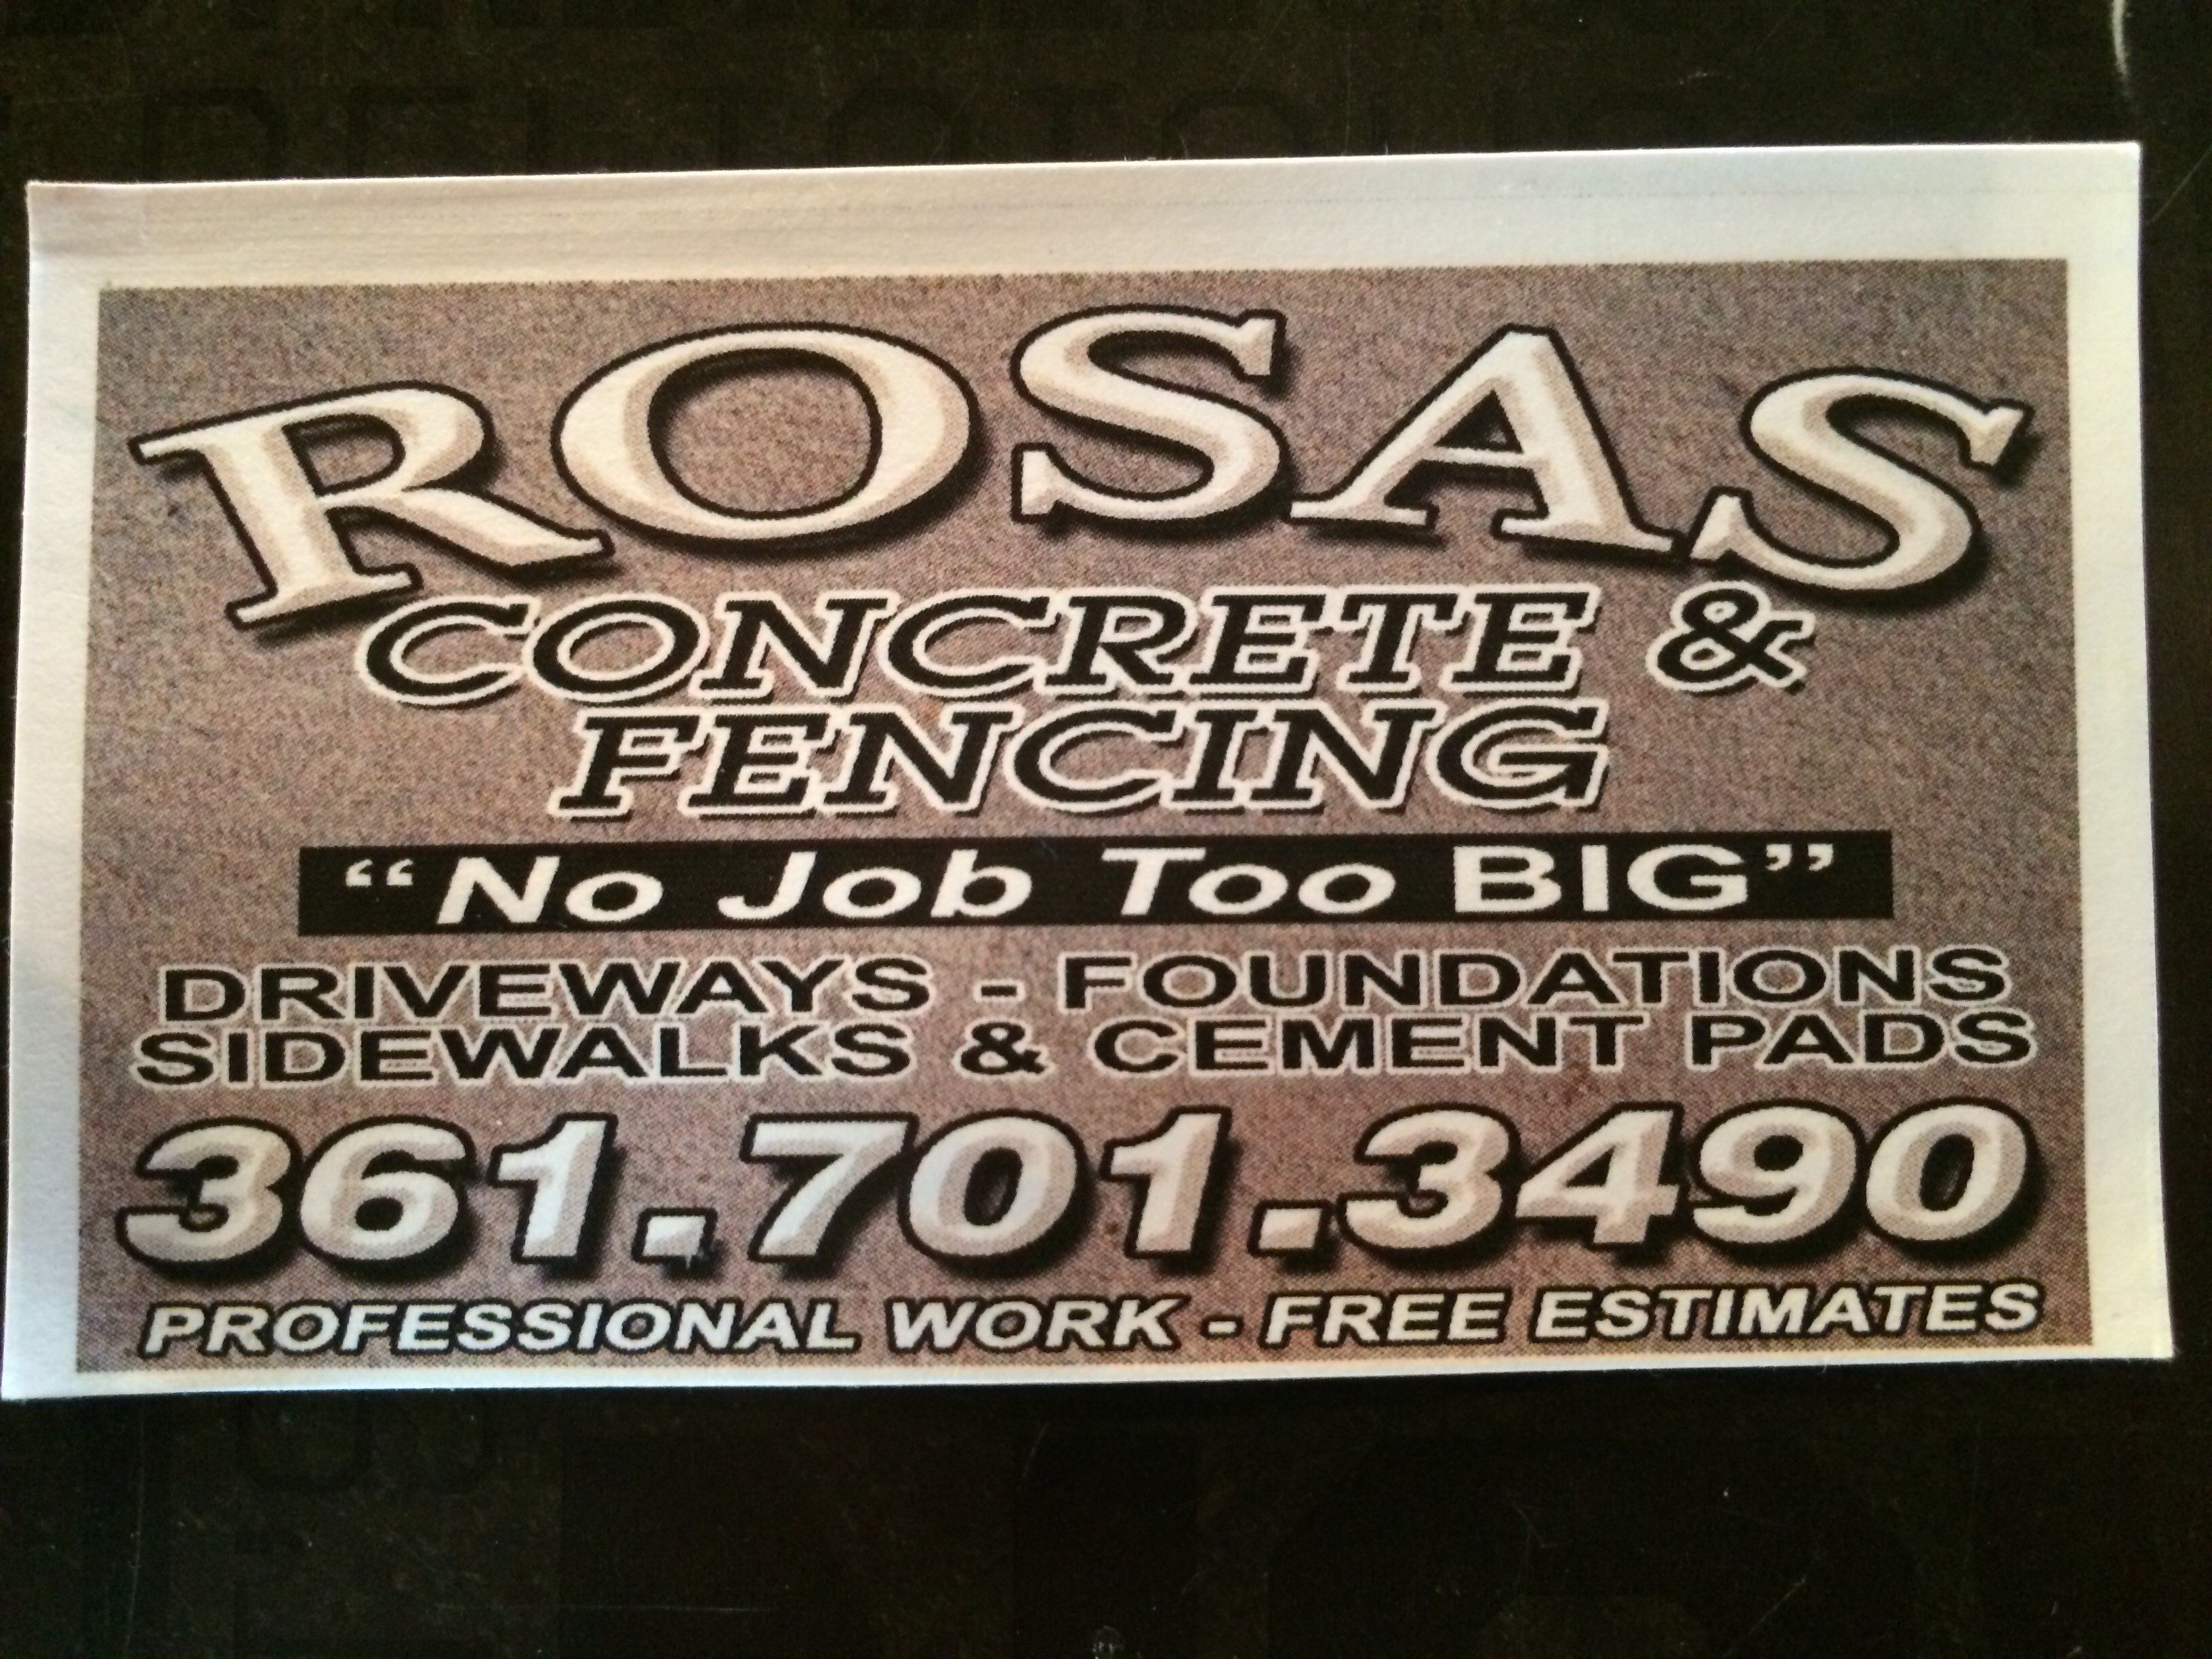 ROSAS
CONCRETE &
FENCING
“No Job Too BIG”
DRIVEWAYS - FOUNDATIONS
SIDEWALKS & CEMENT PADS
361.701.3490
PROFESSIONAL WORK - FREE ESTIMATES